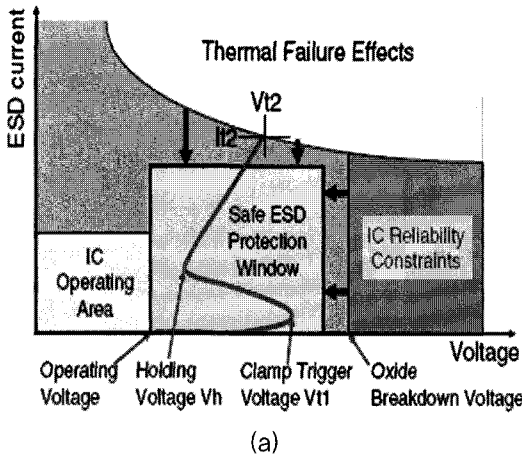 ESD current
Thermal Failure Effects
Vt2
It2
Safe ESD
Protection
Window
IC Reliability
Constraints
IC
Operating
Area
Voltage
Operating
Voltage
Holding
Voltage Vh
Clamp Trigger
Voltage Vt1
Oxide
Breakdown Voltage
(a)